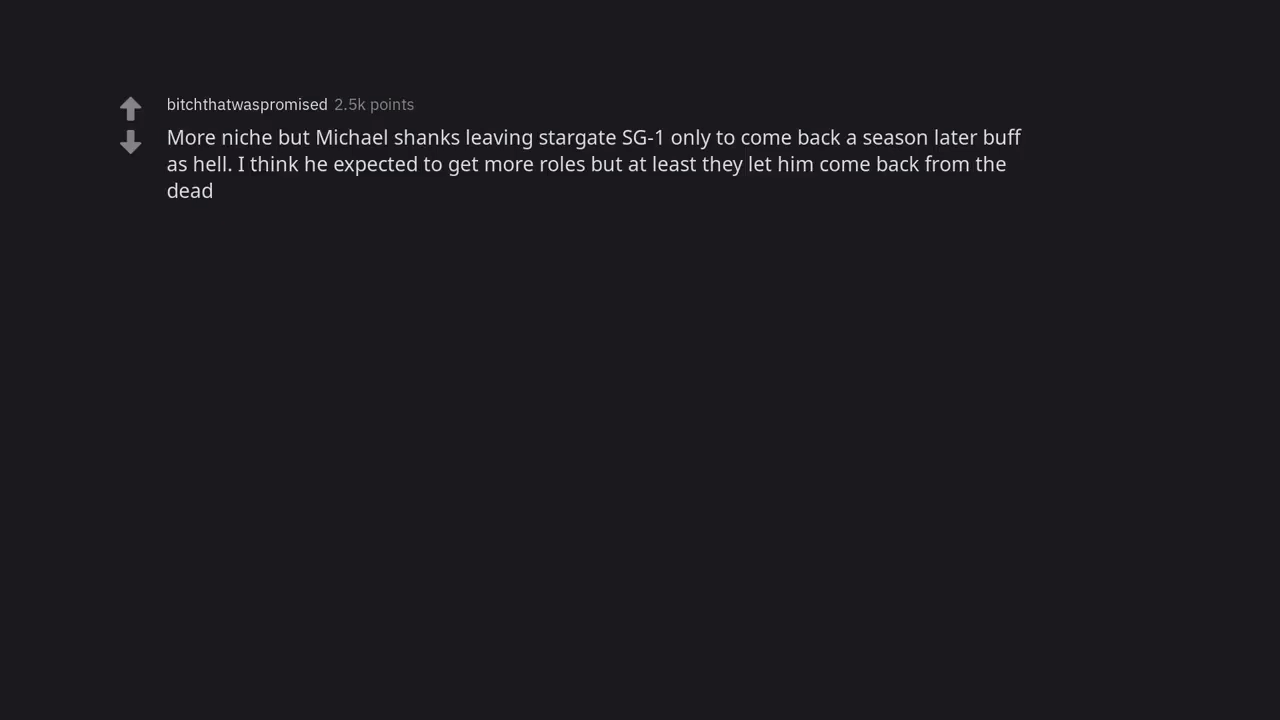 bitchthatwaspromised 2.5k points
More niche but Michael shanks leaving stargate SG-1 only to come back a season later buff
as hell. I think he expected to get more roles but at least they let him come back from the
dead